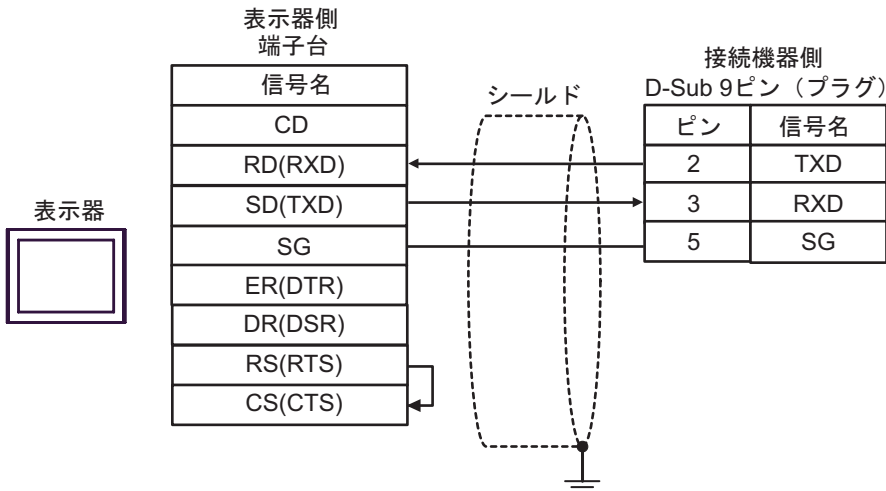 表示器側
端子台
信号名
CD
RD(RXD)
SD(TXD)
SG
ER(DTR)
DR(DSR)
RS(RTS)
CS(CTS)
表示器
シールド
接続機器側
D-Sub 9ピン（プラグ）
ピン 信号名
2 TXD
3 RXD
5 SG